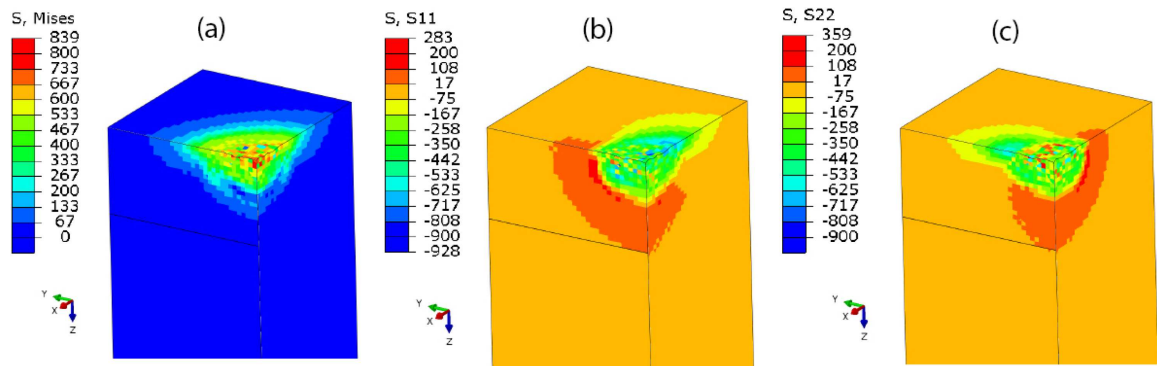 S, Mises
(a)
839
800
733
667
600
533
467
400
333
267
200
133
67
0
Y
X
Z
S, S11
(b)
283
200
108
17
-75
-167
-258
-350
-442
-533
-625
-717
-808
-900
-928
Y
X
Z
S, S22
(c)
359
200
108
17
-75
-167
-258
-350
-442
-533
-625
-717
-808
-900
Y
X
Z